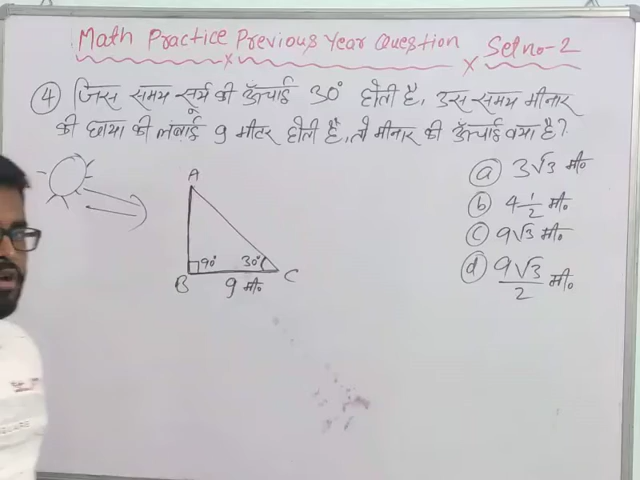 Math Practice Previous Year Question Set no-2
④ जिस समय सूर्य की ऊँचाई 30° होती है, उस समय मीनार
की छाया की लंबाई 9 मीटर होती है, तो मीनार की ऊँचाई क्या है?
ⓐ 3√3 मी०
ⓑ 4 1/2 मी०
ⓒ 9√3 मी०
ⓓ 9√3/2 मी०
A
90° 30°
B 9 मी० C